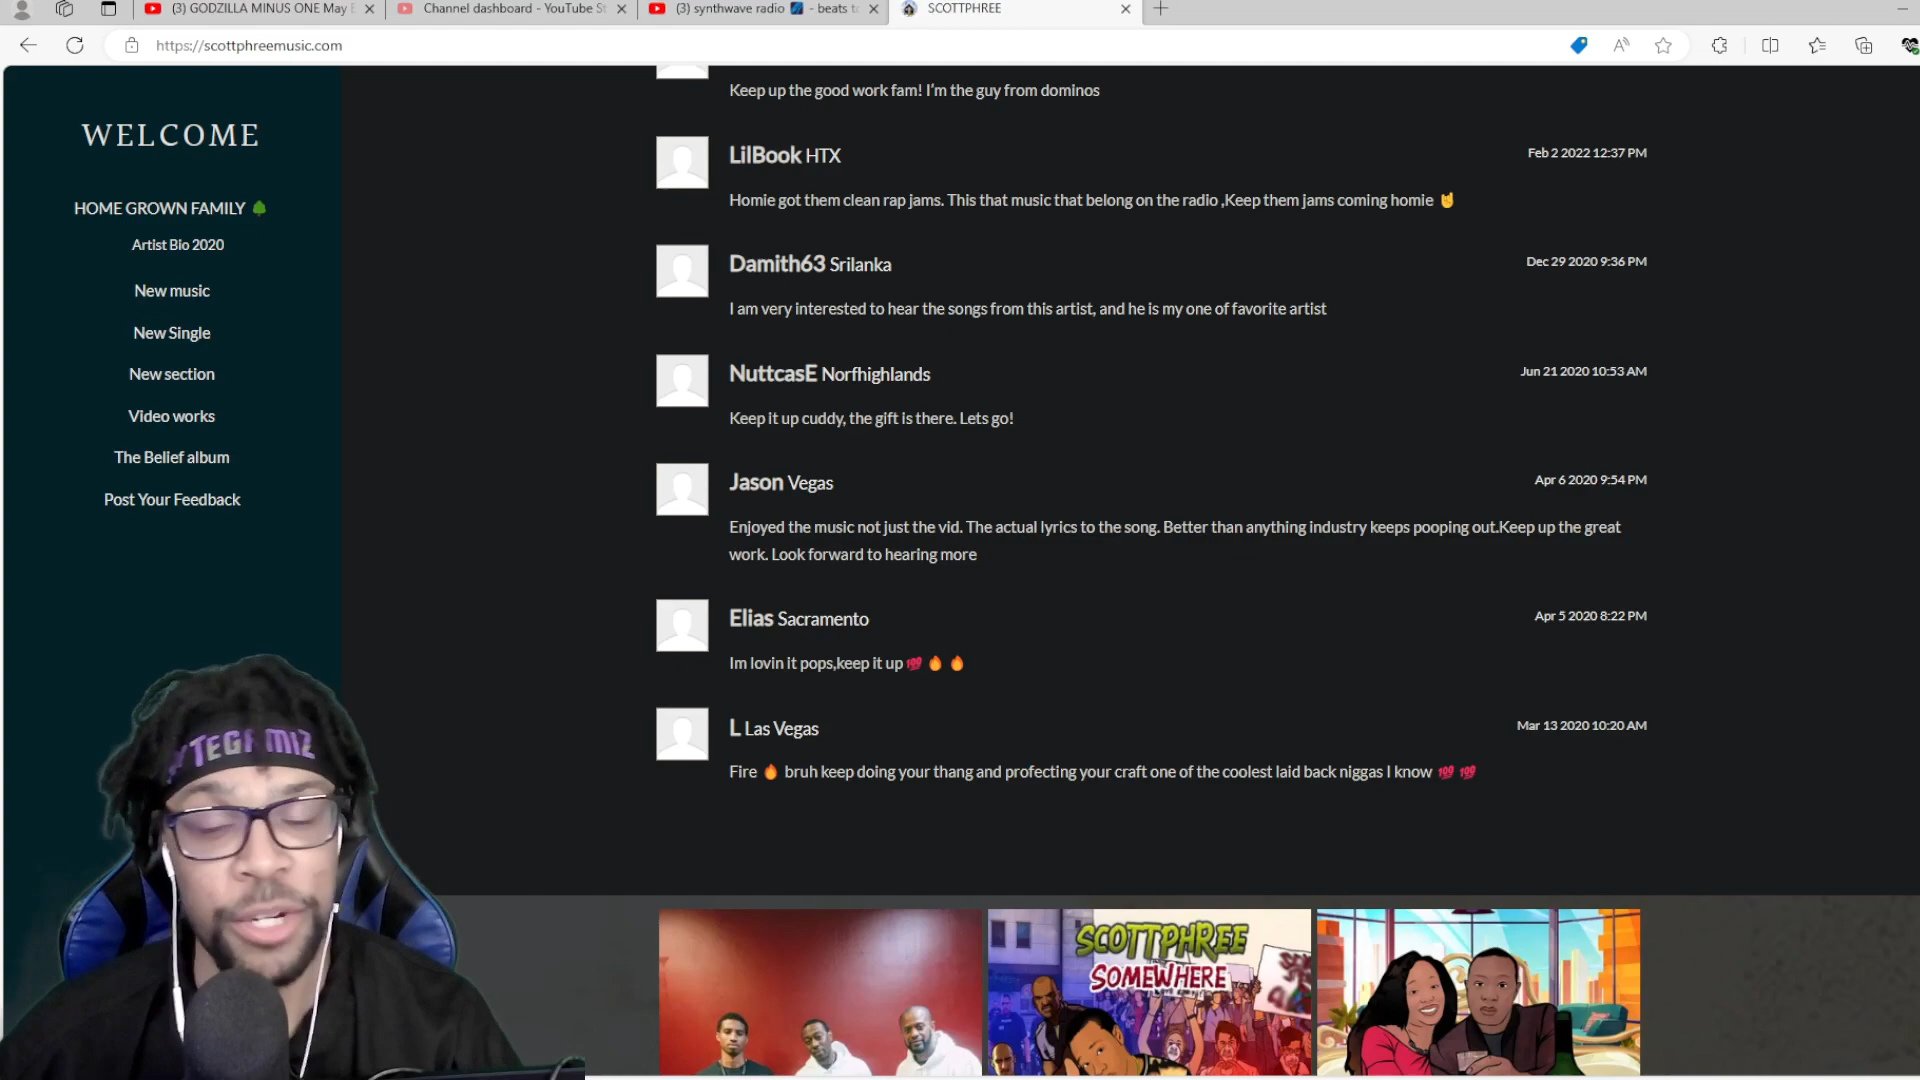 (3) GODZILLA MINUS ONE May
Channel dashboard - YouTube St
(3) synthwave radio 🌌 - beats to
SCOTTPHREE
https://scottphreemusic.com
WELCOME
HOME GROWN FAMILY 🌳
Artist Bio 2020
New music
New Single
New section
Video works
The Belief album
Post Your Feedback
Keep up the good work fam! I'm the guy from dominos
LilBook HTX
Feb 2 2022 12:37 PM
Homie got them clean rap jams. This that music that belong on the radio ,Keep them jams coming homie 🤘
Damith63 Srilanka
Dec 29 2020 9:36 PM
I am very interested to hear the songs from this artist, and he is my one of favorite artist
NuttcasE Norfhighlands
Jun 21 2020 10:53 AM
Keep it up cuddy, the gift is there. Lets go!
Jason Vegas
Apr 6 2020 9:54 PM
Enjoyed the music not just the vid. The actual lyrics to the song. Better than anything industry keeps pooping out.Keep up the great
work. Look forward to hearing more
Elias Sacramento
Apr 5 2020 8:22 PM
Im lovin it pops,keep it up 💯 🔥 🔥
L Las Vegas
Mar 13 2020 10:20 AM
Fire 🔥 bruh keep doing your thang and profecting your craft one of the coolest laid back niggas I know 💯 💯
SCOTTPHREE
SOMEWHERE